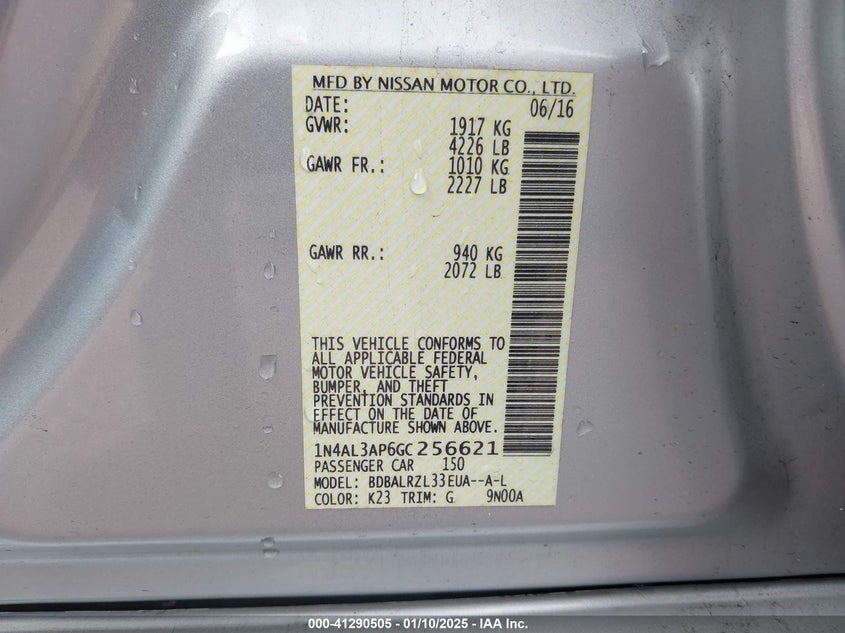 MFD BY NISSAN MOTOR CO., LTD.
DATE: 06/16
GVWR: 1917 KG
4226 LB
GAWR FR.: 1010 KG
2227 LB
GAWR RR.: 940 KG
2072 LB
THIS VEHICLE CONFORMS TO
ALL APPLICABLE FEDERAL
MOTOR VEHICLE SAFETY,
BUMPER, AND THEFT
PREVENTION STANDARDS IN
EFFECT ON THE DATE OF
MANUFACTURE SHOWN ABOVE.
1N4AL3AP6GC256621
PASSENGER CAR 150
MODEL: BDBALRZL33EUA--A-L
COLOR: K23 TRIM: G 9N00A
000-41290505 - 01/10/2025 - IAA Inc.